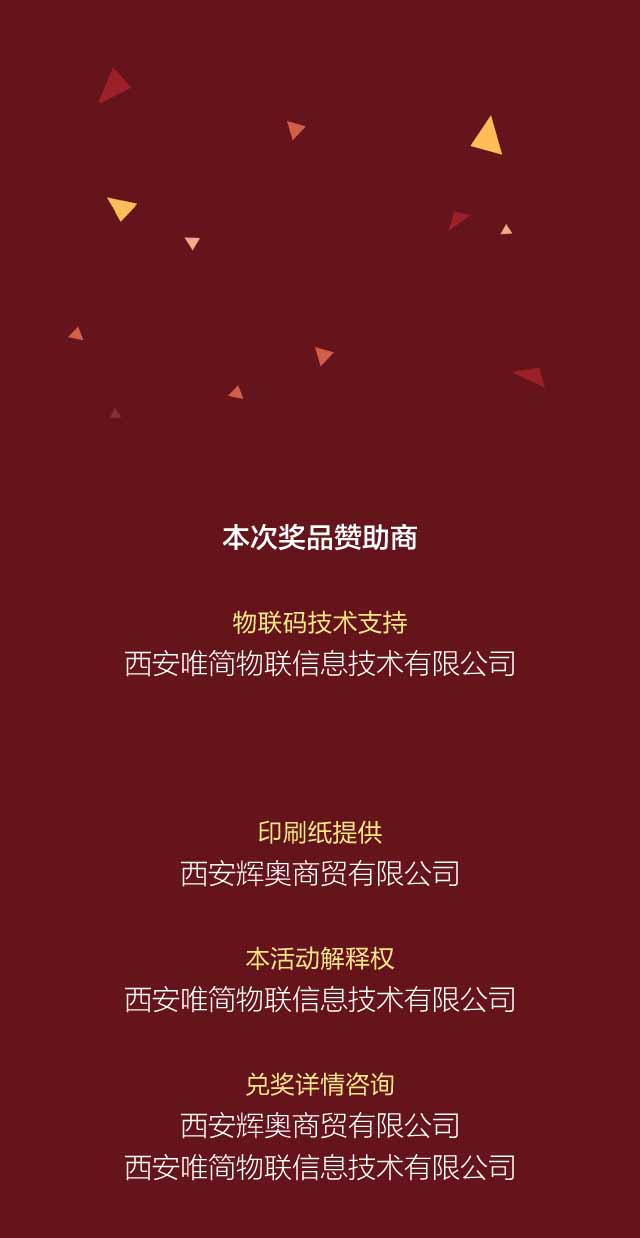 本次奖品赞助商
物联码技术支持
西安唯简物联信息技术有限公司
印刷纸提供
西安辉奥商贸有限公司
本活动解释权
西安唯简物联信息技术有限公司
兑奖详情咨询
西安辉奥商贸有限公司
西安唯简物联信息技术有限公司